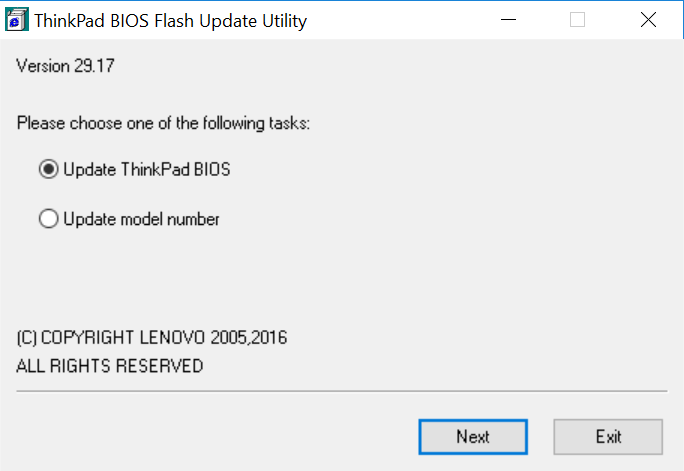 ThinkPad BIOS Flash Update Utility
Version 29.17
Please choose one of the following tasks:
Update ThinkPad BIOS
Update model number
(C) COPYRIGHT LENOVO 2005,2016
ALL RIGHTS RESERVED
Next Exit